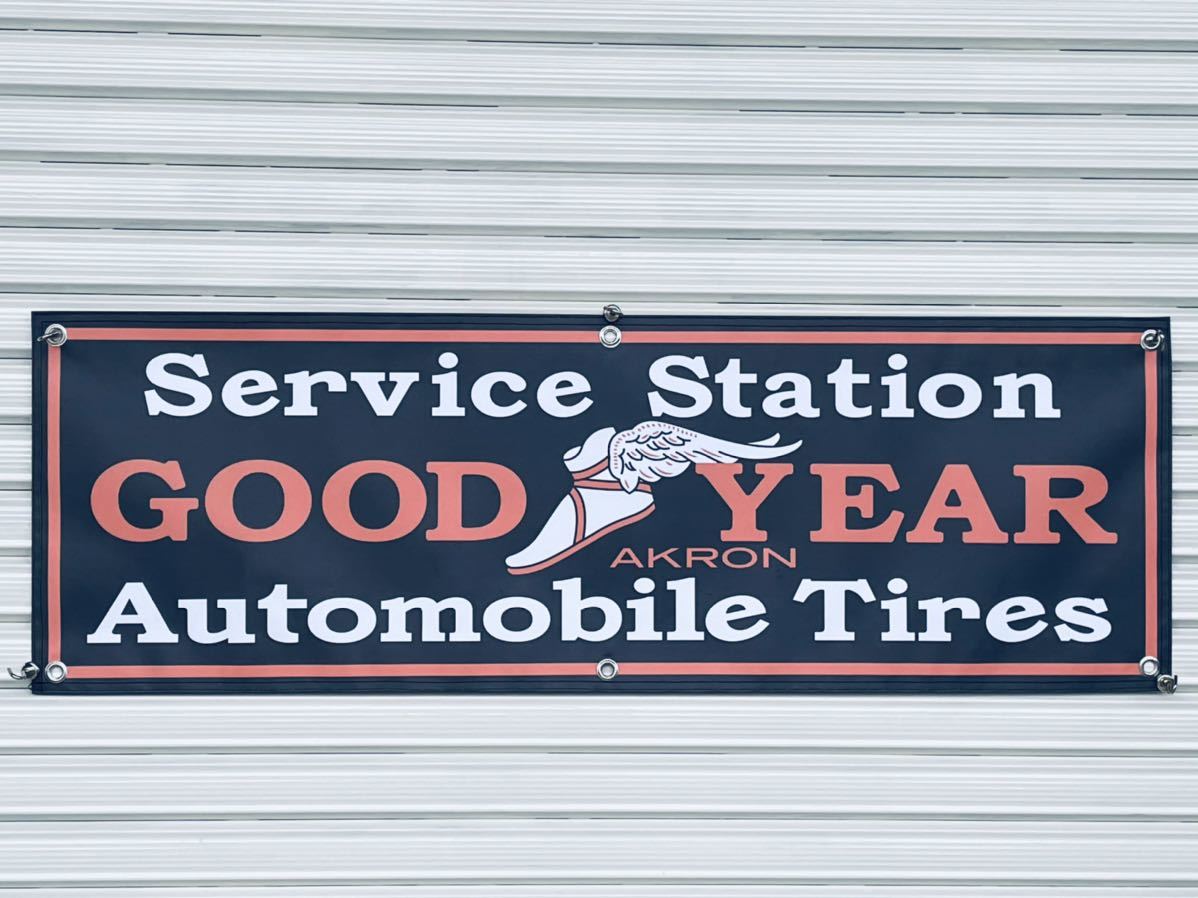 Service Station
GOOD YEAR
AKRON
Automobile Tires